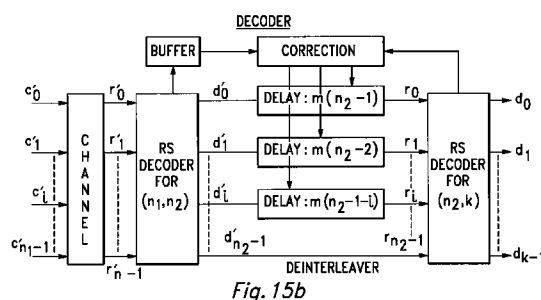 DECODER
BUFFER
CORRECTION
c'0
r'0
d'0
DELAY: m(n2-1)
r0
d0
c'1
r'1
d'1
DELAY: m(n2-2)
r1
d1
CHANNEL
RS DECODER FOR (n1,n2)
RS DECODER FOR (n2,k)
c'i
d'i
DELAY: m(n2-1-i)
ri
c'n1-1
r'n-1
d'n2-1
rn2-1
dk-1
DEINTERLEAVER
Fig. 15b